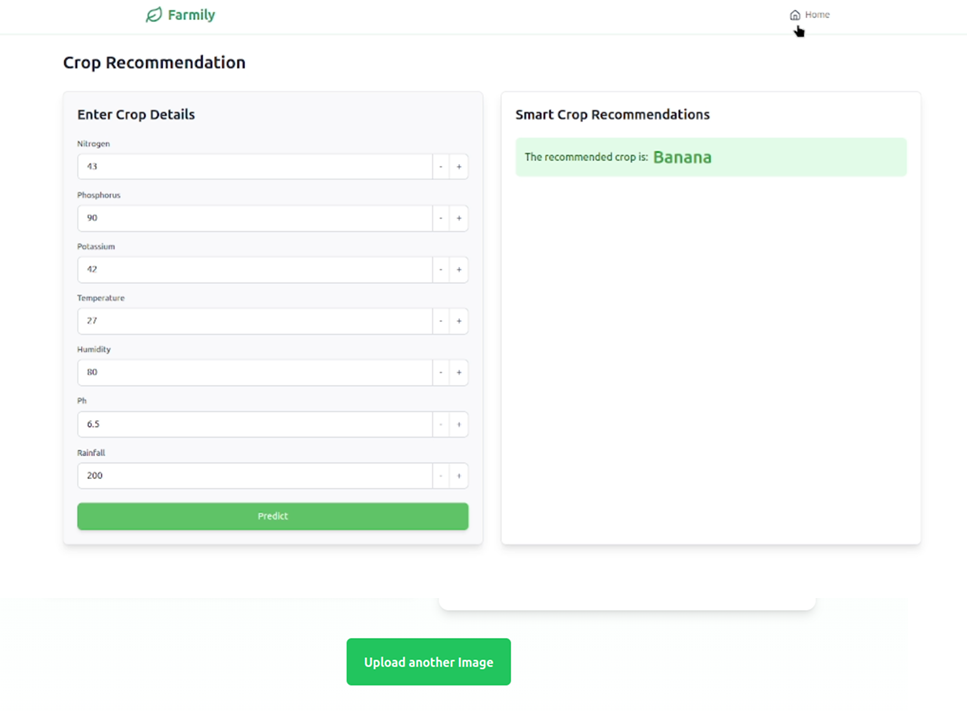 Farmily
Home
Crop Recommendation
Enter Crop Details
Nitrogen
43
- +
Phosphorus
90
- +
Potassium
42
- +
Temperature
27
- +
Humidity
80
- +
Ph
6.5
- +
Rainfall
200
- +
Predict
Smart Crop Recommendations
The recommended crop is: Banana
Upload another Image